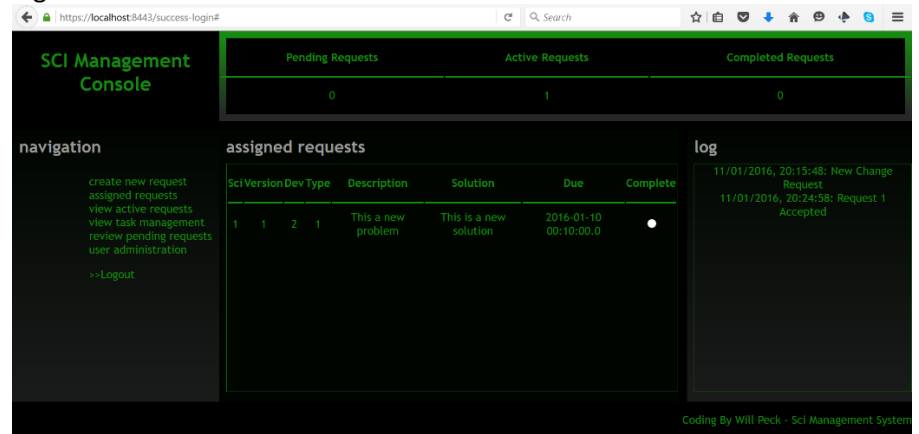 https://localhost:8443/success-login#
Search
SCI Management
Console
Pending Requests Active Requests Completed Requests
0 1 0
navigation
create new request
assigned requests
view active requests
view task management
review pending requests
user administration
>>Logout
assigned requests
Sci Version Dev Type Description Solution Due Complete
1 1 2 1 This a new problem This is a new solution 2016-01-10 00:10:00.0
log
11/01/2016, 20:15:48: New Change
Request
11/01/2016, 20:24:58: Request 1
Accepted
Coding By Will Peck - Sci Management System